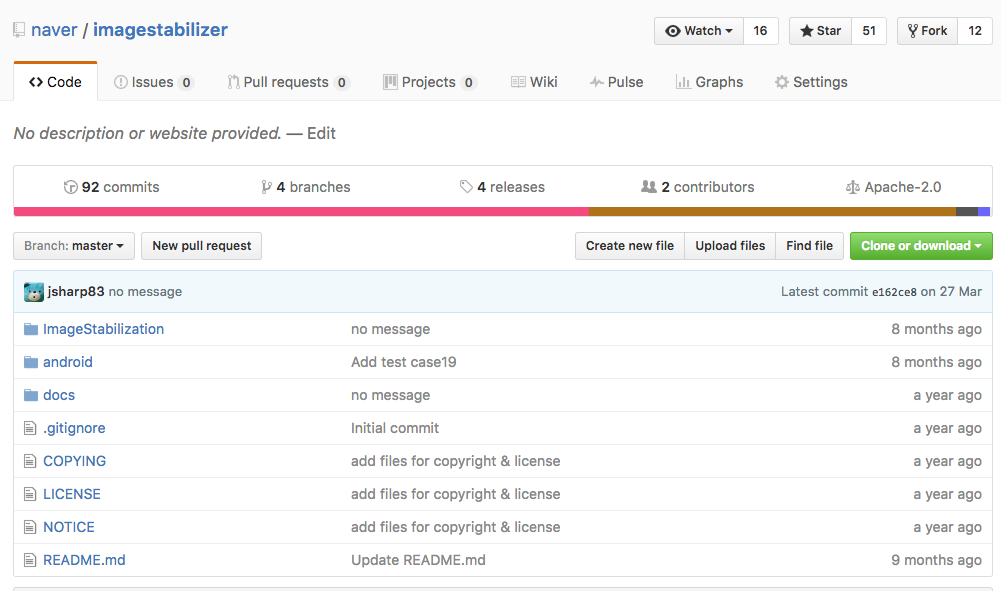 naver / imagestabilizer Watch 16 Star 51 Fork 12
Code Issues 0 Pull requests 0 Projects 0 Wiki Pulse Graphs Settings
No description or website provided. — Edit
92 commits 4 branches 4 releases 2 contributors Apache-2.0
Branch: master New pull request Create new file Upload files Find file Clone or download
jsharp83 no message Latest commit e162ce8 on 27 Mar
ImageStabilization no message 8 months ago
android Add test case19 8 months ago
docs no message a year ago
.gitignore Initial commit a year ago
COPYING add files for copyright & license a year ago
LICENSE add files for copyright & license a year ago
NOTICE add files for copyright & license a year ago
README.md Update README.md 9 months ago